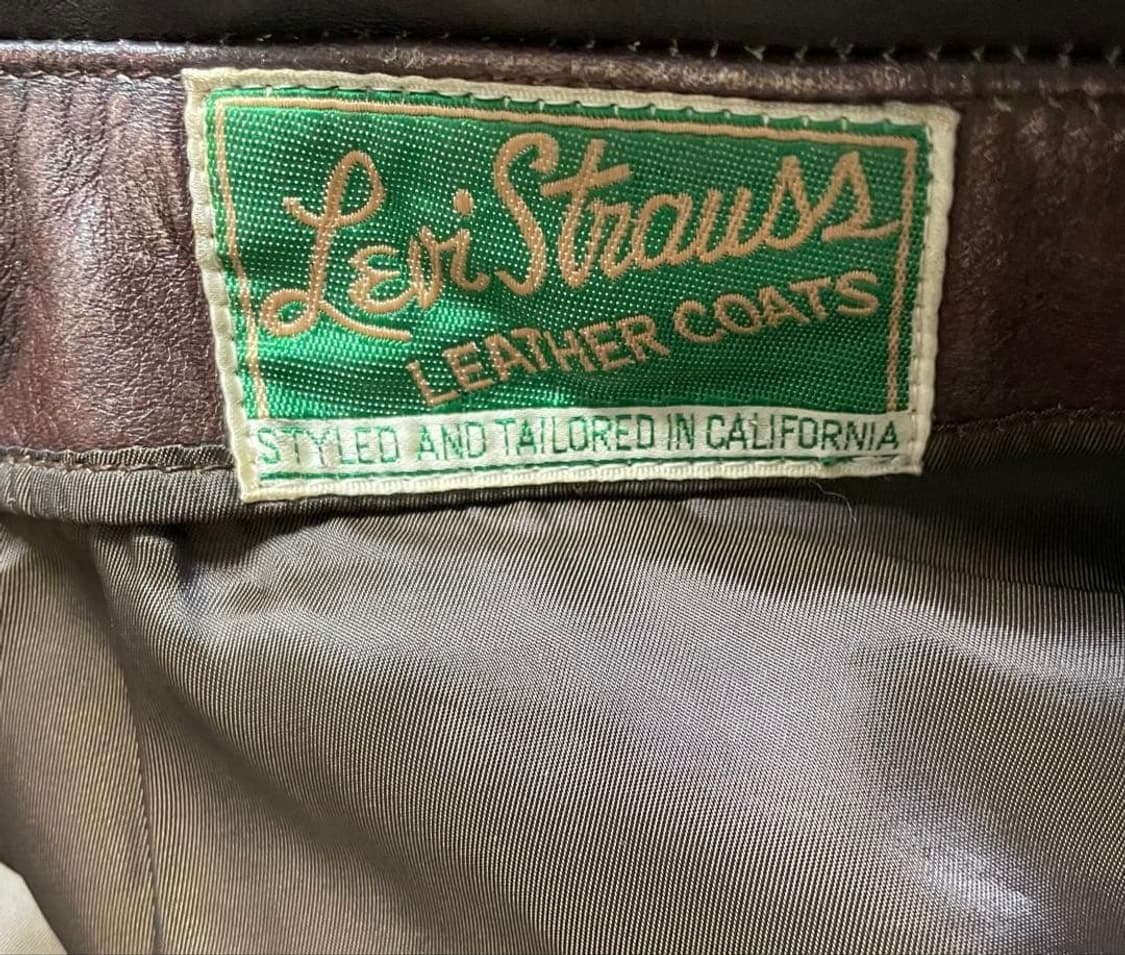 Levi Strauss
LEATHER COATS
STYLED AND TAILORED IN CALIFORNIA